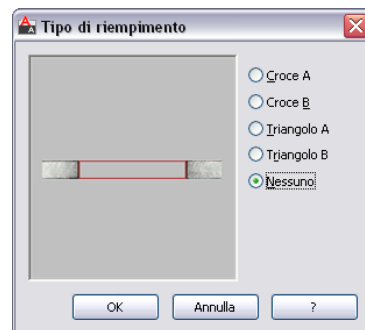 Tipo di riempimento
Croce A
Croce B
Triangolo A
Triangolo B
Nessuno
OK
Annulla
?